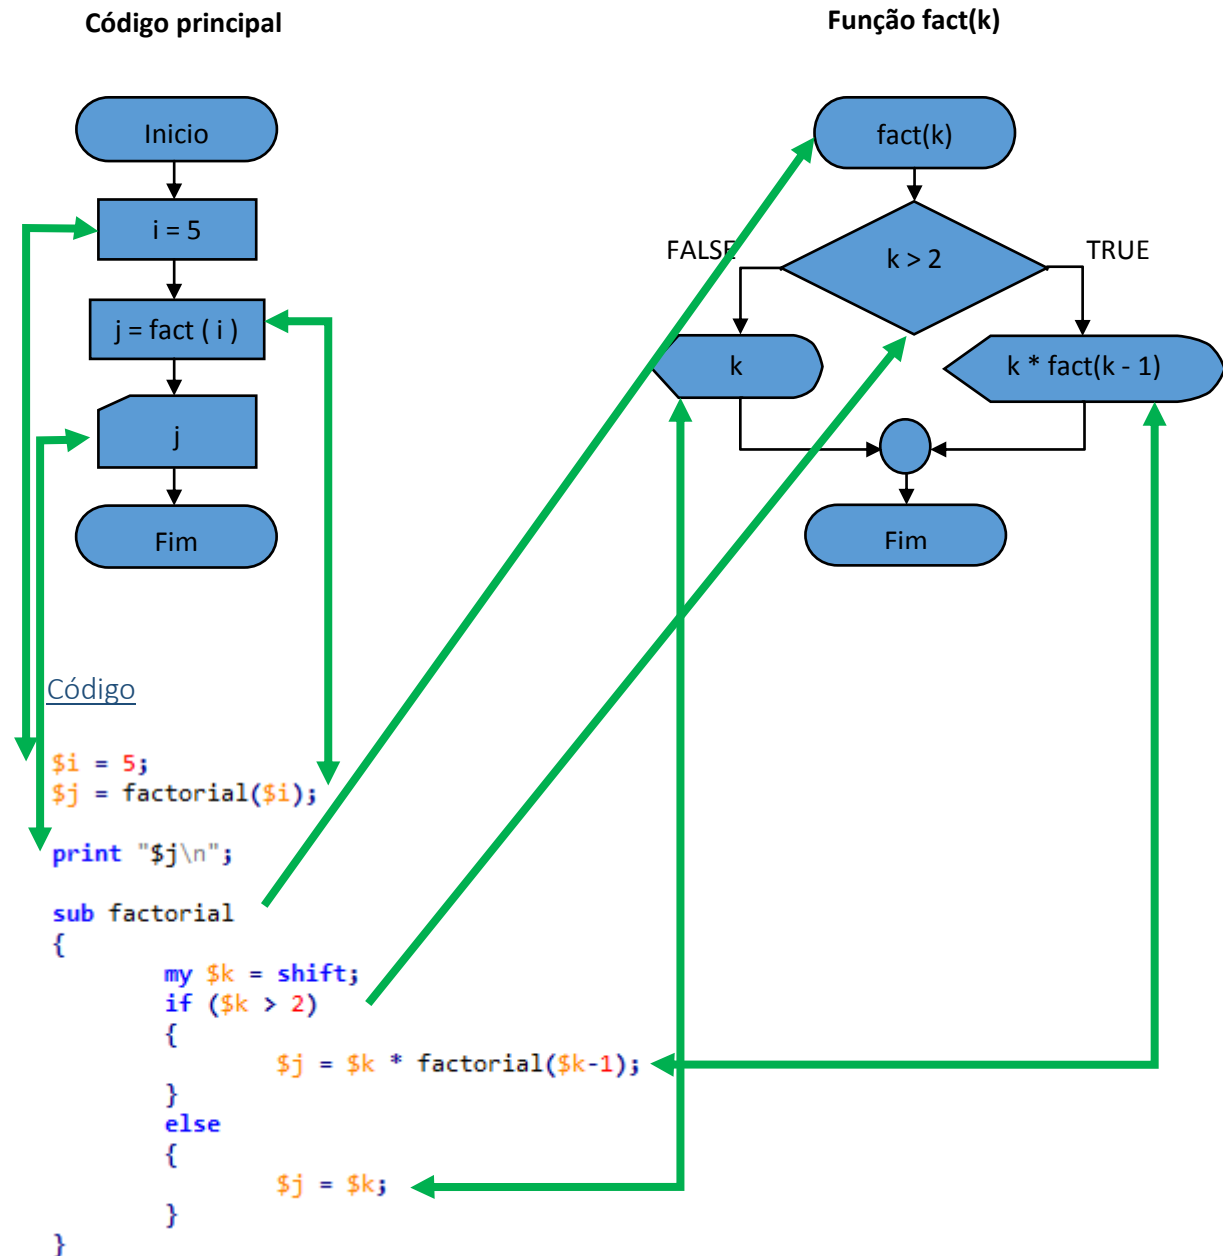 Código principal
Função fact(k)
Inicio
i = 5
j = fact ( i )
j
Fim
fact(k)
k > 2
FALSE
TRUE
k
k * fact(k - 1)
Fim
Código
$i = 5;
$j = factorial($i);
print "$j\n";
sub factorial
{
my $k = shift;
if ($k > 2)
{
$j = $k * factorial($k-1);
}
else
{
$j = $k;
}
}